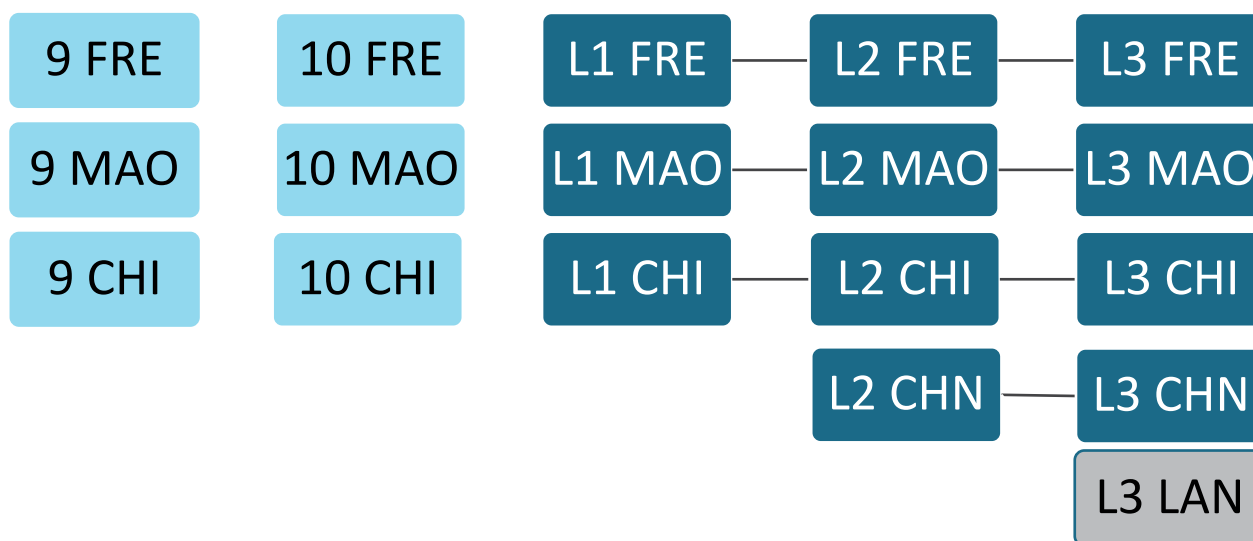 9 FRE 10 FRE L1 FRE L2 FRE L3 FRE
9 MAO 10 MAO L1 MAO L2 MAO L3 MAO
9 CHI 10 CHI L1 CHI L2 CHI L3 CHI
L2 CHN L3 CHN
L3 LAN